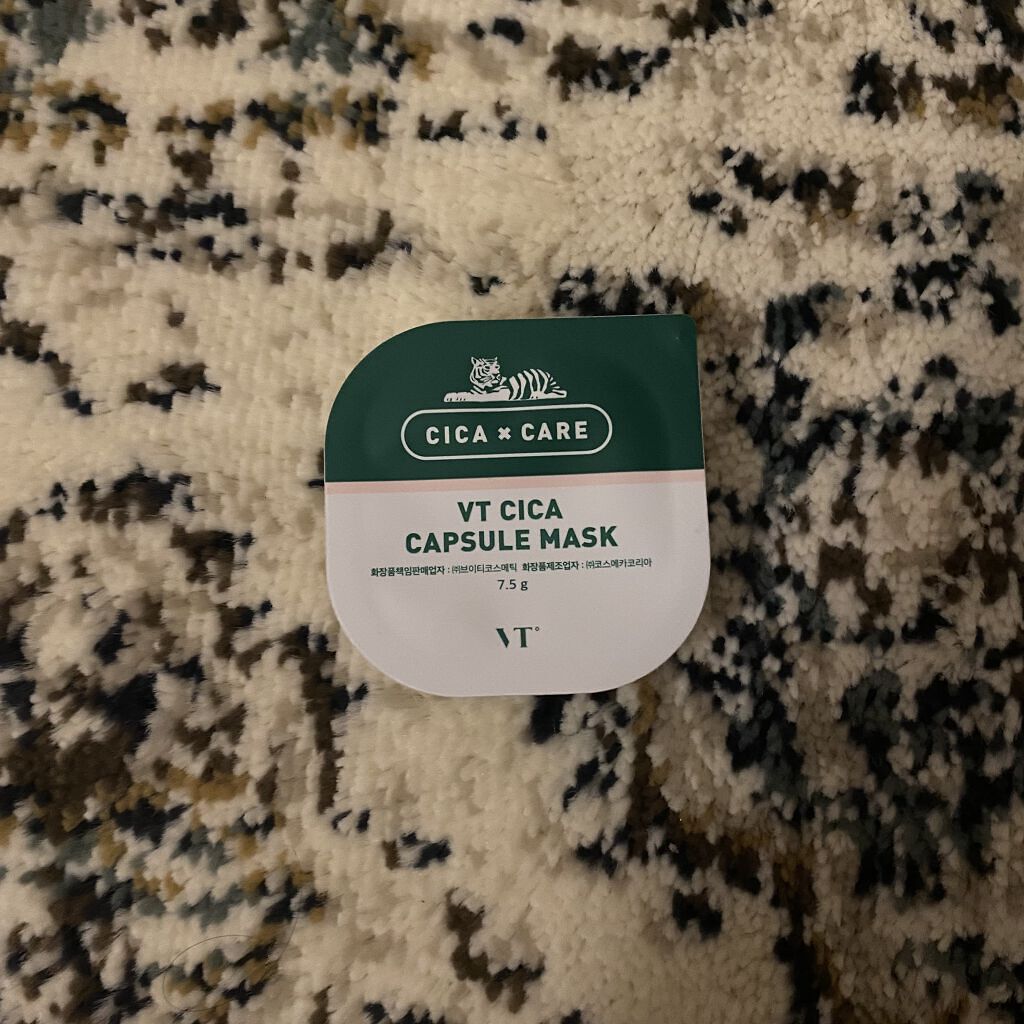 CICA × CARE
VT CICA
CAPSULE MASK
화장품책임판매업자 : ㈜브이티코스메틱 화장품제조업자 : ㈜코스메카코리아
7.5 g
VT